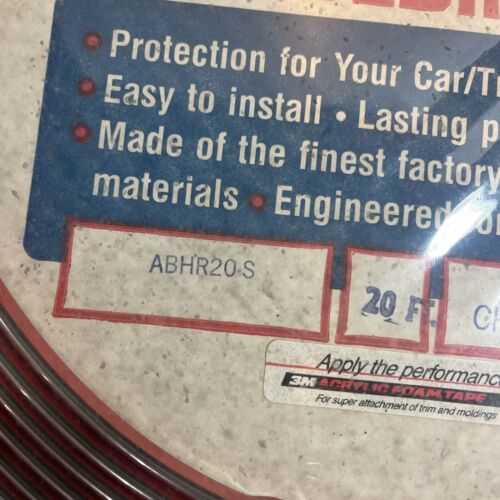 • Protection for Your Car/T
• Easy to install • Lasting p
• Made of the finest factory
materials • Engineered
ABHR20-S
20 FT.
Apply the performance
3M ACRYLIC FOAM TAPE
For super attachment of trim and moldings